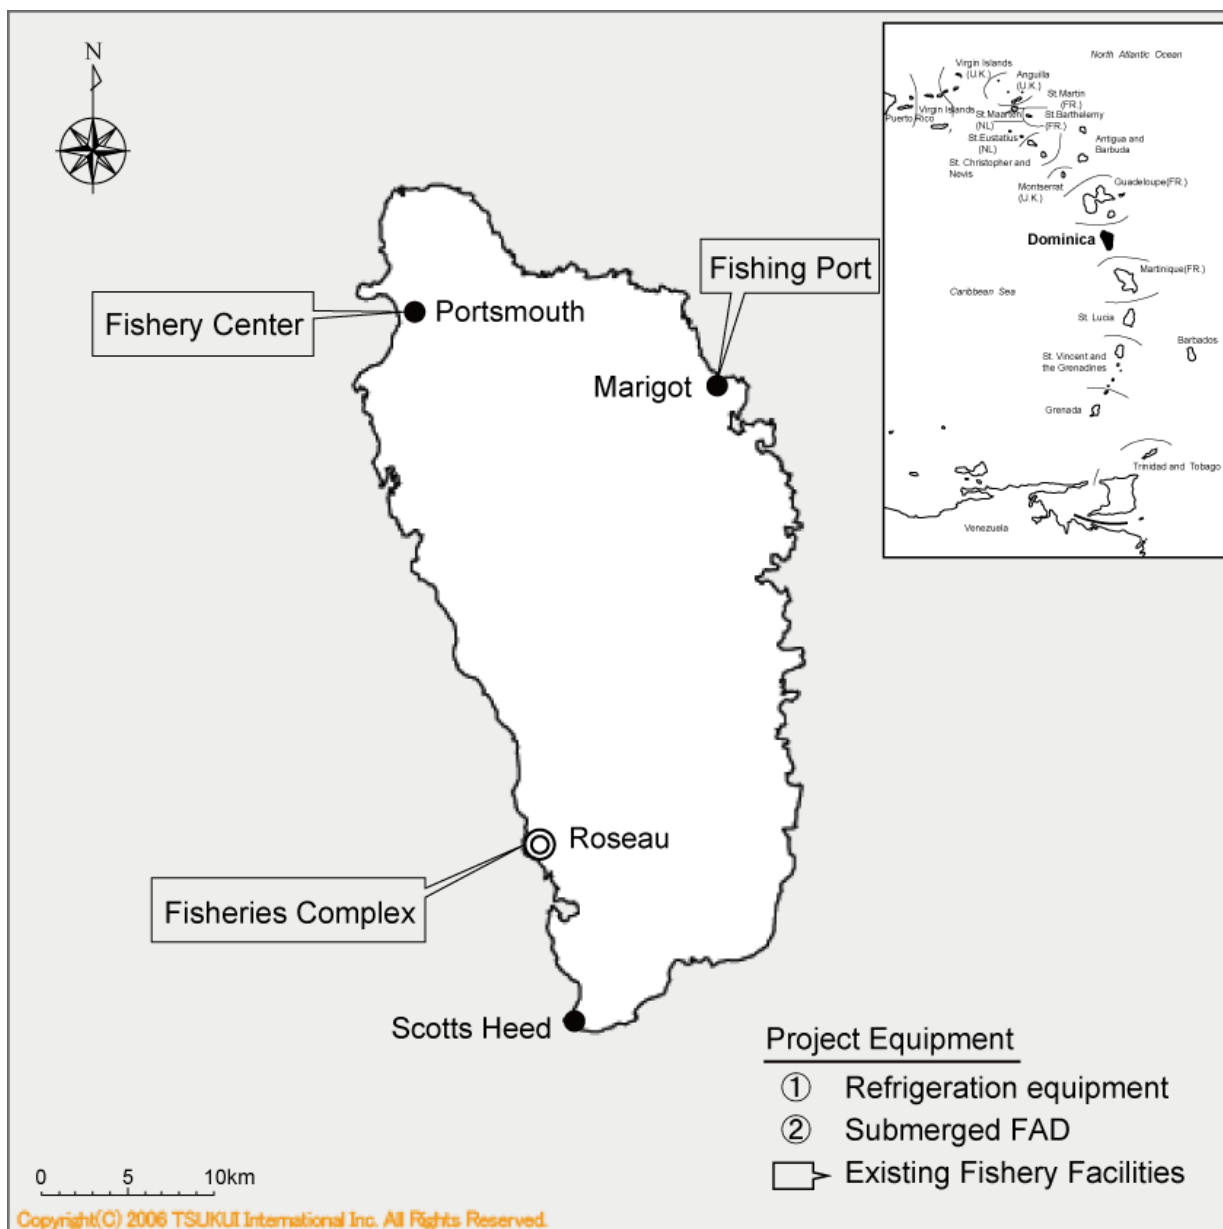 N
North Atlantic Ocean
Virgin Islands
(U.K.)
Anguilla
(U.K.)
St.Martin
(FR.)
Virgin Islands
Puerto Rico
St.Maarten
(NL)
St.Barthelemy
(FR.)
St.Eustatius
(NL)
Antigua and
Barbuda
St. Christopher and
Nevis
Montserrat
(U.K.)
Guadeloupe(FR.)
Dominica
Martinique(FR.)
Caribbean Sea
St. Lucia
Barbados
St. Vincent and
the Grenadines
Grenada
Trinidad and Tobago
Venezuela
Fishing Port
Fishery Center
Portsmouth
Marigot
Roseau
Fisheries Complex
Scotts Heed
Project Equipment
① Refrigeration equipment
② Submerged FAD
Existing Fishery Facilities
0 5 10km
Copyright(C) 2006 TSUKUI International Inc. All Rights Reserved.